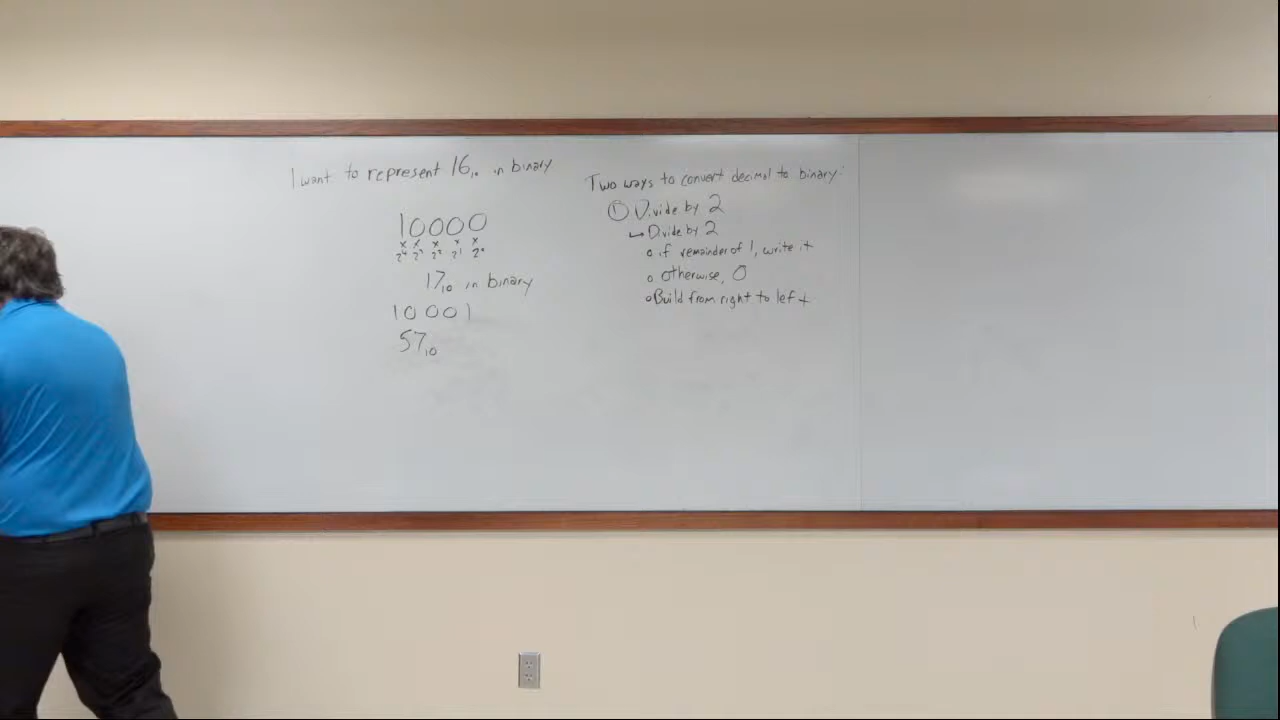 I want to represent 16₁₀ in binary
10000
x x x x x
2⁴ 2³ 2² 2¹ 2⁰
17₁₀ in binary
10001
57₁₀
Two ways to convert decimal to binary:
① Divide by 2
↳ Divide by 2
o if remainder of 1, write it
o otherwise, 0
o Build from right to left